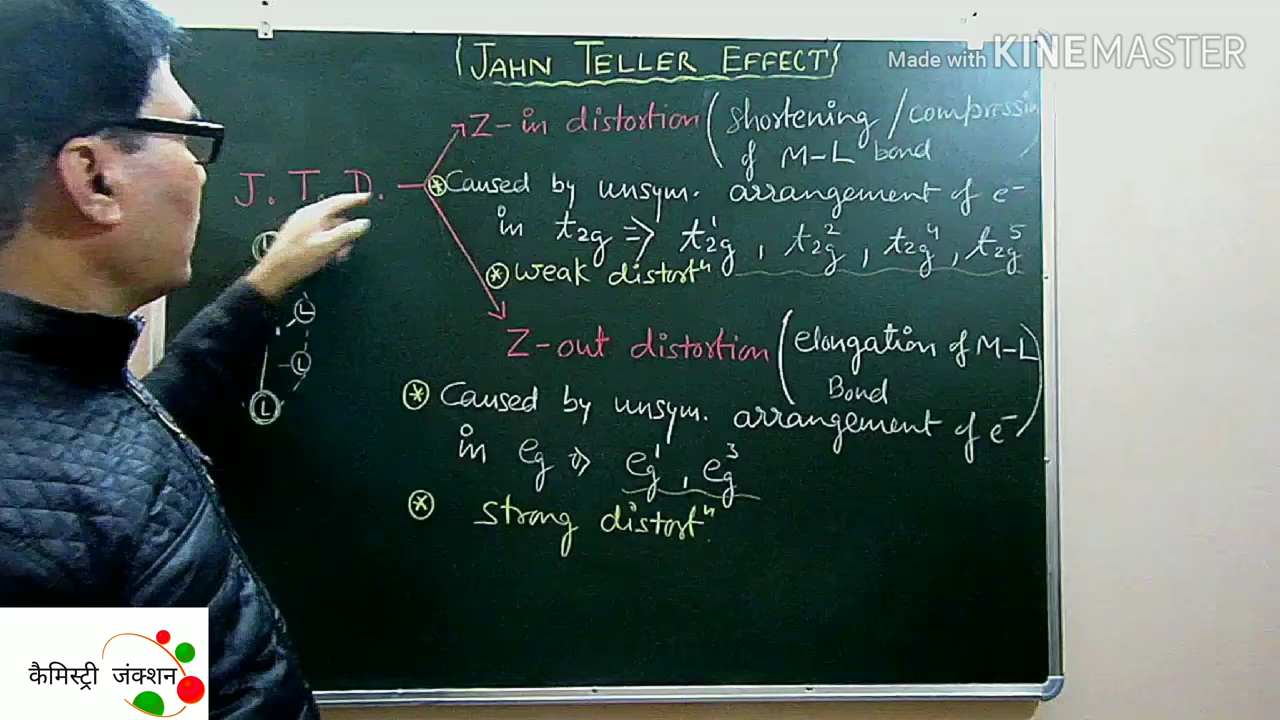 JAHN TELLER EFFECT
Made with KINEMASTER
Z-in distortion (shortening / compressin
of M-L bond)
J. T. D.
* Caused by unsym. arrangement of e⁻
in t₂g ⇒ t₂g¹, t₂g², t₂g⁴, t₂g⁵
* weak distortⁿ
L
L
L
L
Z-out distortion (elongation of M-L
Bond)
* Caused by unsym. arrangement of e⁻
in eg ⇒ eg¹, eg³
* strong distortⁿ
कैमिस्ट्री जंक्शन